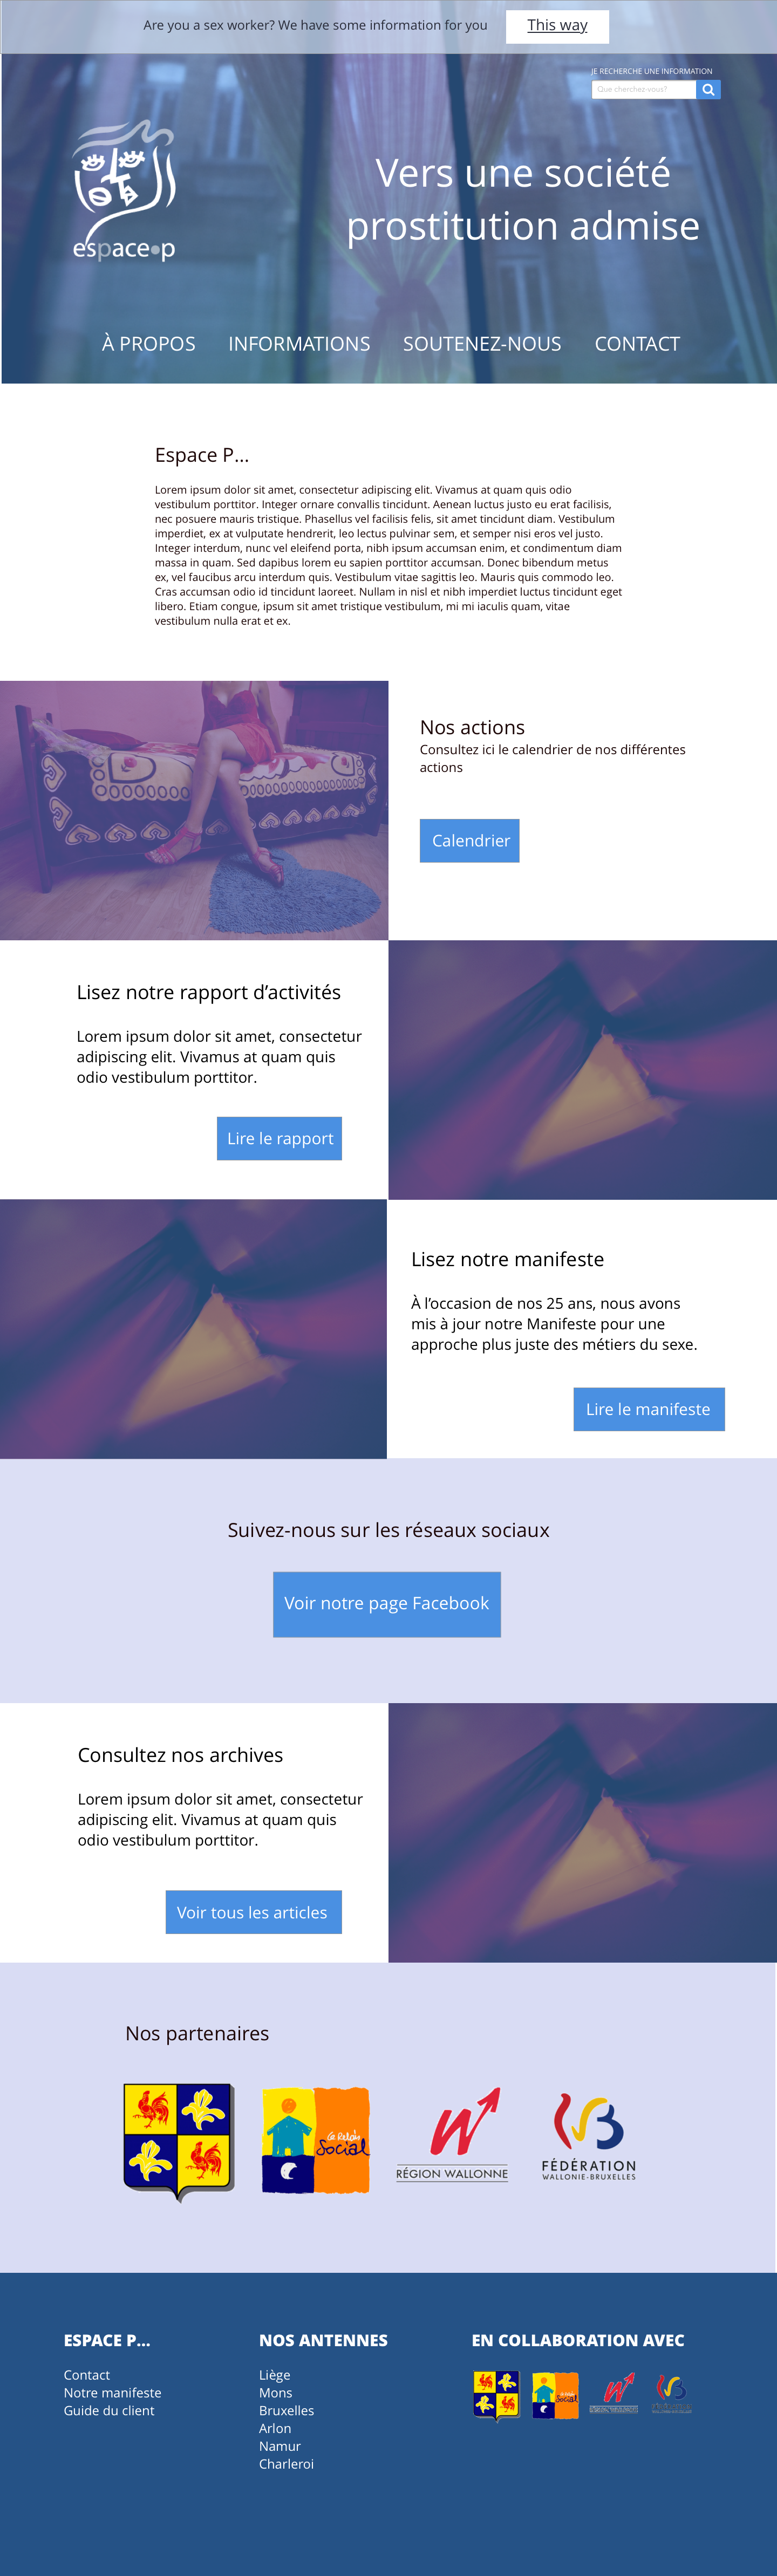 Are you a sex worker? We have some information for you
This way
JE RECHERCHE UNE INFORMATION
Que cherchez-vous?
espace•p
Vers une société
prostitution admise
À PROPOS
INFORMATIONS
SOUTENEZ-NOUS
CONTACT
Espace P...
Lorem ipsum dolor sit amet, consectetur adipiscing elit. Vivamus at quam quis odio
vestibulum porttitor. Integer ornare convallis tincidunt. Aenean luctus justo eu erat facilisis,
nec posuere mauris tristique. Phasellus vel facilisis felis, sit amet tincidunt diam. Vestibulum
imperdiet, ex at vulputate hendrerit, leo lectus pulvinar sem, et semper nisi eros vel justo.
Integer interdum, nunc vel eleifend porta, nibh ipsum accumsan enim, et condimentum diam
massa in quam. Sed dapibus lorem eu sapien porttitor accumsan. Donec bibendum metus
ex, vel faucibus arcu interdum quis. Vestibulum vitae sagittis leo. Mauris quis commodo leo.
Cras accumsan odio id tincidunt laoreet. Nullam in nisl et nibh imperdiet luctus tincidunt eget
libero. Etiam congue, ipsum sit amet tristique vestibulum, mi mi iaculis quam, vitae
vestibulum nulla erat et ex.
Nos actions
Consultez ici le calendrier de nos différentes
actions
Calendrier
Lisez notre rapport d’activités
Lorem ipsum dolor sit amet, consectetur
adipiscing elit. Vivamus at quam quis
odio vestibulum porttitor.
Lire le rapport
Lisez notre manifeste
À l’occasion de nos 25 ans, nous avons
mis à jour notre Manifeste pour une
approche plus juste des métiers du sexe.
Lire le manifeste
Suivez-nous sur les réseaux sociaux
Voir notre page Facebook
Consultez nos archives
Lorem ipsum dolor sit amet, consectetur
adipiscing elit. Vivamus at quam quis
odio vestibulum porttitor.
Voir tous les articles
Nos partenaires
Le Relais
Social
RÉGION WALLONNE
FÉDÉRATION
WALLONIE-BRUXELLES
ESPACE P...
Contact
Notre manifeste
Guide du client
NOS ANTENNES
Liège
Mons
Bruxelles
Arlon
Namur
Charleroi
EN COLLABORATION AVEC
Social